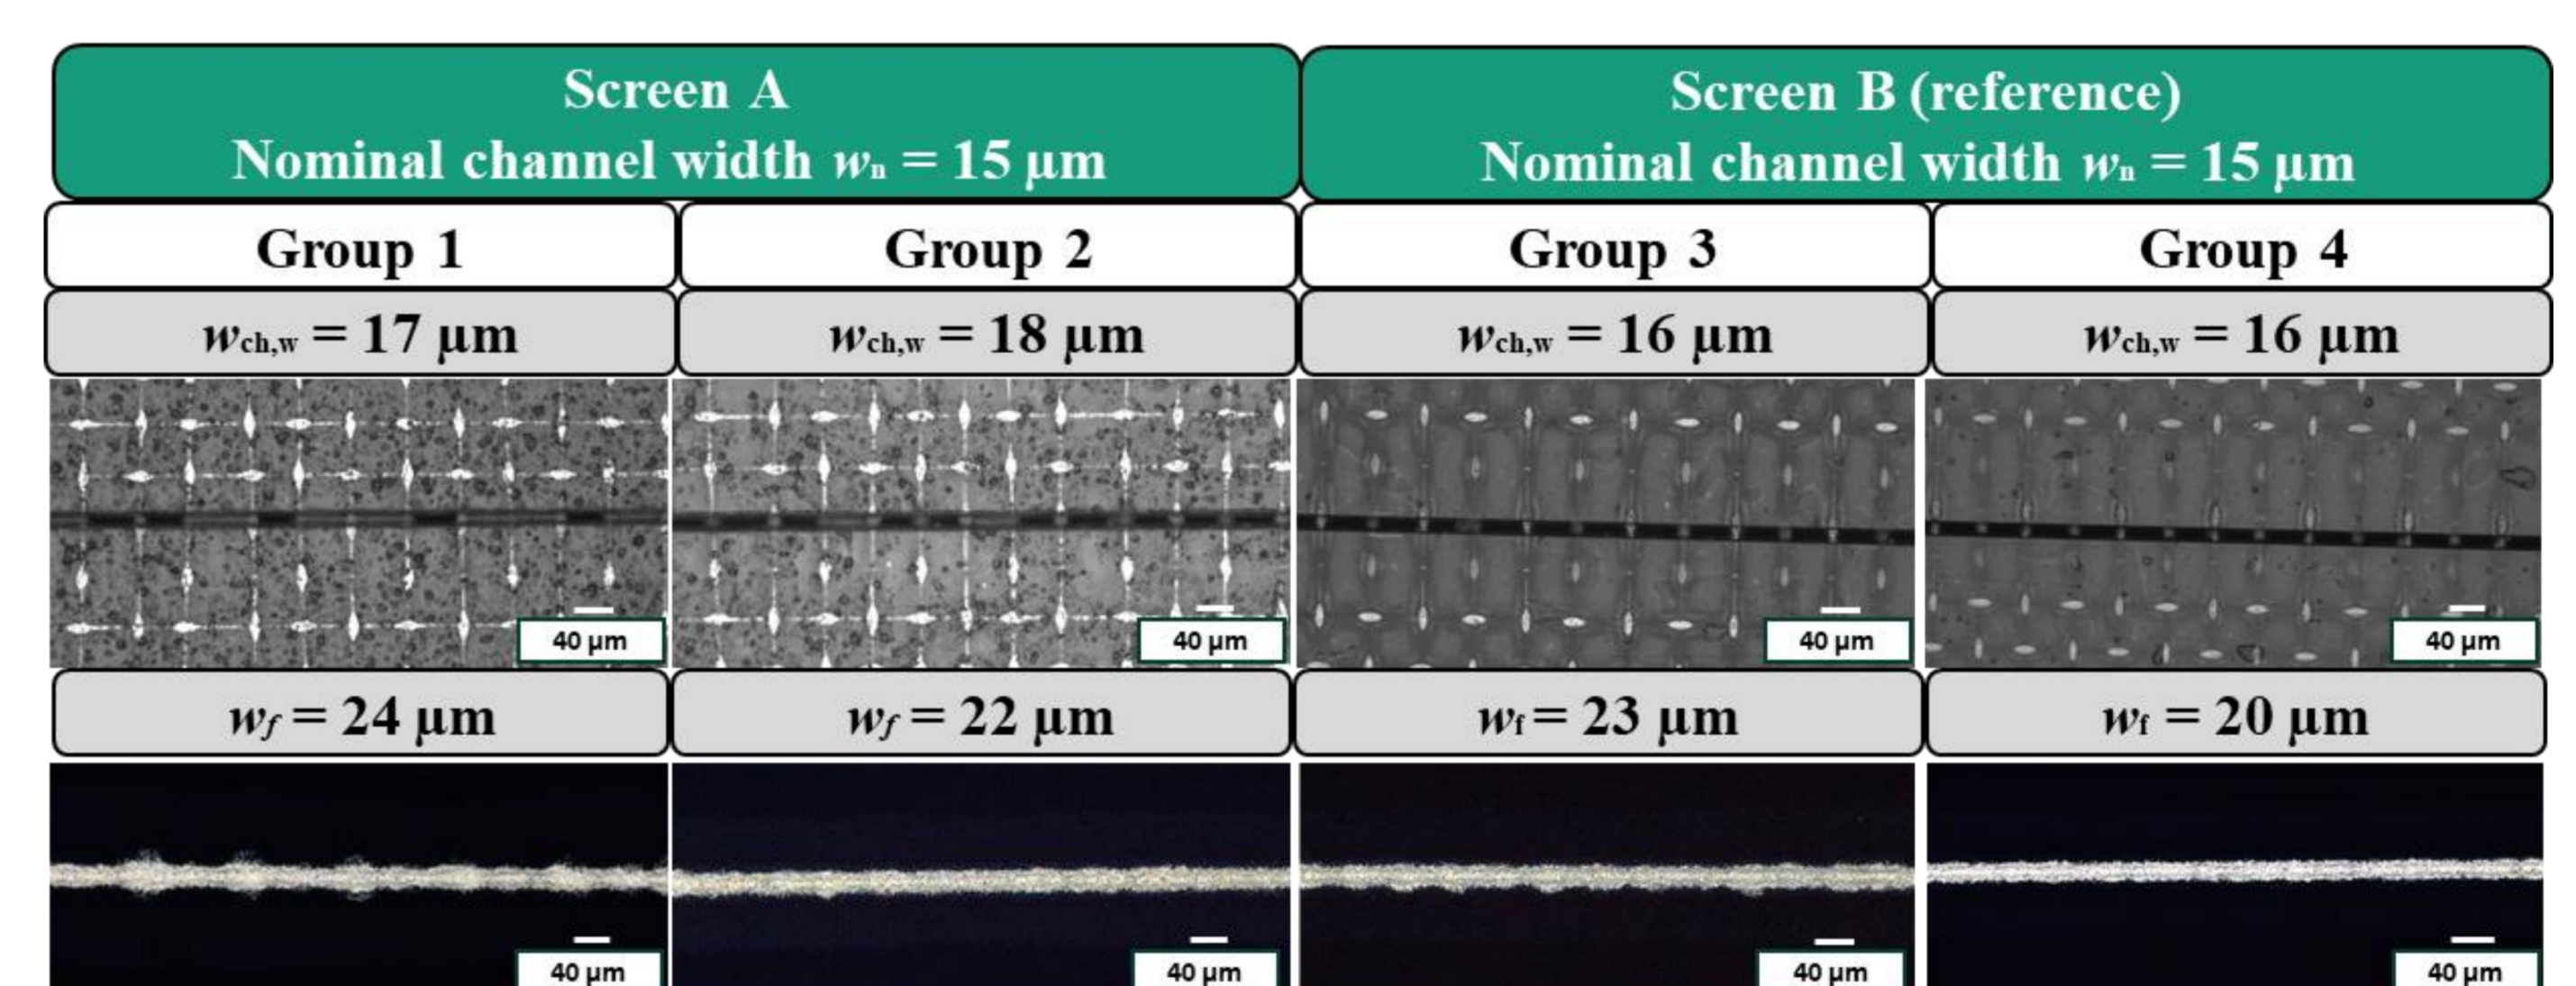 Screen A
Nominal channel width wn = 15 µm
Screen B (reference)
Nominal channel width wn = 15 µm
Group 1
Group 2
Group 3
Group 4
wch,w = 17 µm
wch,w = 18 µm
wch,w = 16 µm
wch,w = 16 µm
40 µm
40 µm
40 µm
40 µm
wf = 24 µm
wf = 22 µm
wf = 23 µm
wf = 20 µm
40 µm
40 µm
40 µm
40 µm